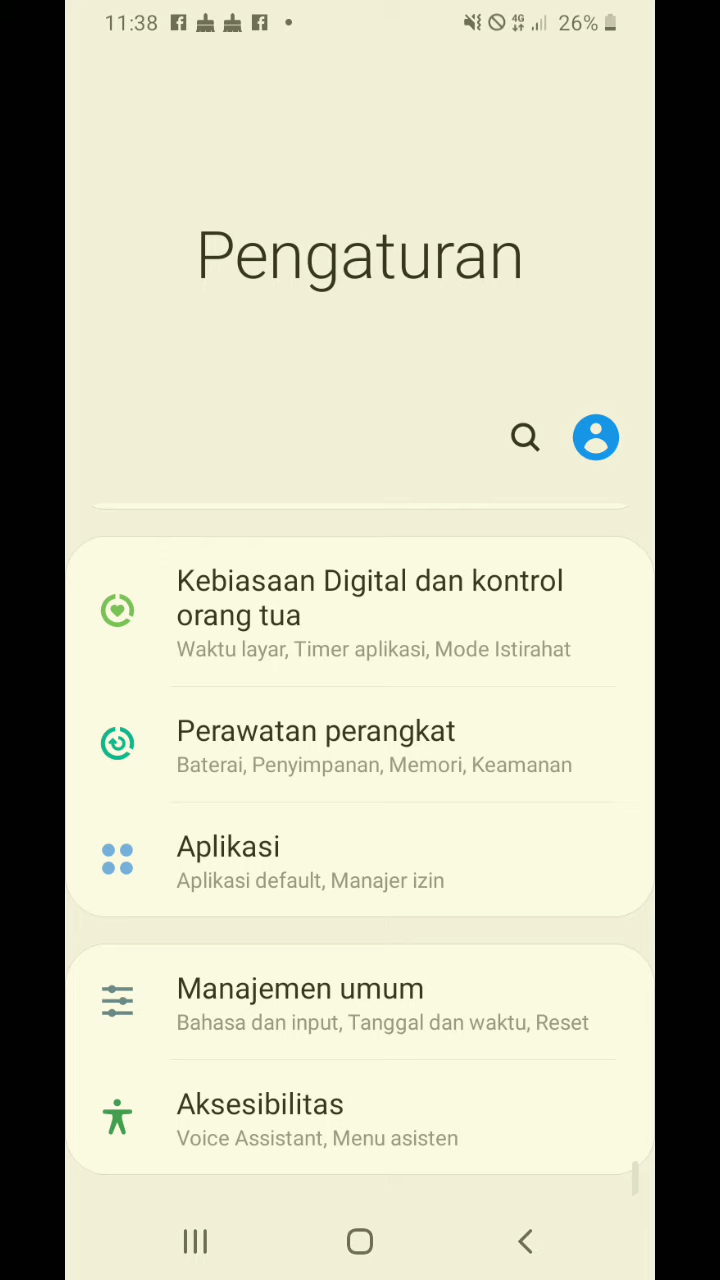 11:38
4G
26%
Pengaturan
Kebiasaan Digital dan kontrol
orang tua
Waktu layar, Timer aplikasi, Mode Istirahat
Perawatan perangkat
Baterai, Penyimpanan, Memori, Keamanan
Aplikasi
Aplikasi default, Manajer izin
Manajemen umum
Bahasa dan input, Tanggal dan waktu, Reset
Aksesibilitas
Voice Assistant, Menu asisten